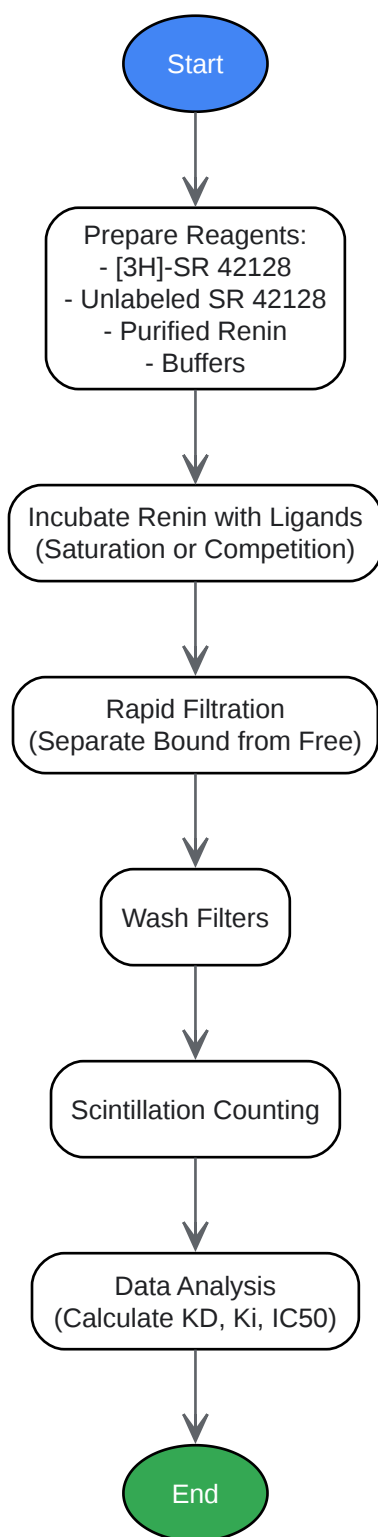 Start
Prepare Reagents:
- [3H]-SR 42128
- Unlabeled SR 42128
- Purified Renin
- Buffers
Incubate Renin with Ligands
(Saturation or Competition)
Rapid Filtration
(Separate Bound from Free)
Wash Filters
Scintillation Counting
Data Analysis
(Calculate KD, Ki, IC50)
End